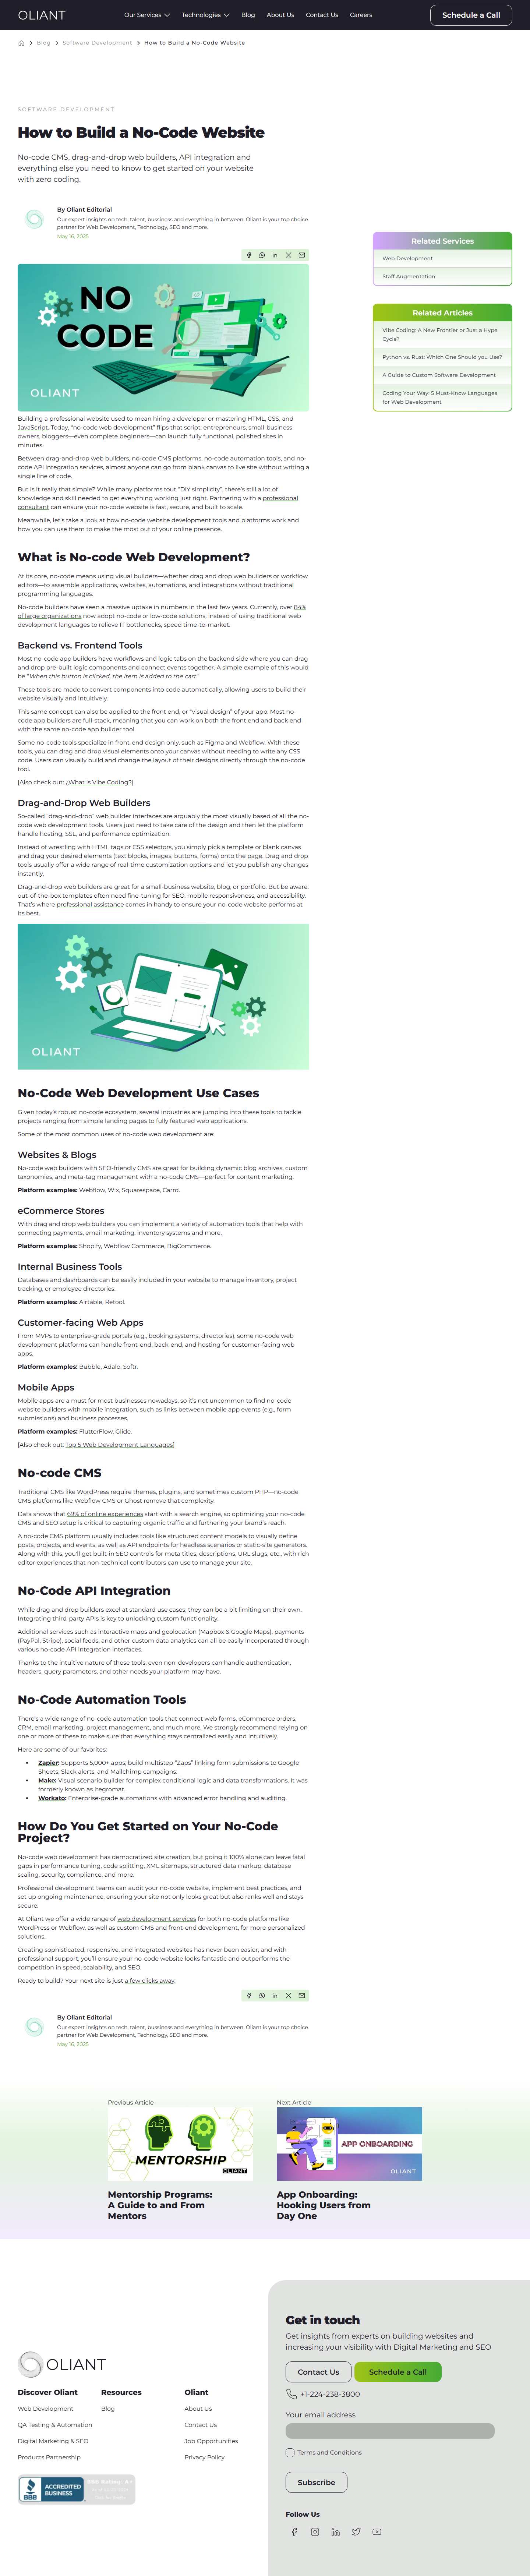 OLIANT
Our Services
Technologies
Blog
About Us
Contact Us
Careers
Schedule a Call
Blog
Software Development
How to Build a No-Code Website
SOFTWARE DEVELOPMENT
How to Build a No-Code Website
No-code CMS, drag-and-drop web builders, API integration and
everything else you need to know to get started on your website
with zero coding.
By Oliant Editorial
Our expert insights on tech, talent, bussiness and everything in between. Oliant is your top choice
partner for Web Development, Technology, SEO and more.
May 16, 2025
Related Services
Web Development
Staff Augmentation
Related Articles
Vibe Coding: A New Frontier or Just a Hype
Cycle?
Python vs. Rust: Which One Should you Use?
A Guide to Custom Software Development
Coding Your Way: 5 Must-Know Languages
for Web Development
NO
CODE
OLIANT
Building a professional website used to mean hiring a developer or mastering HTML, CSS, and
JavaScript. Today, “no-code web development” flips that script: entrepreneurs, small-business
owners, bloggers—even complete beginners—can launch fully functional, polished sites in
minutes.
Between drag-and-drop web builders, no-code CMS platforms, no-code automation tools, and no-
code API integration services, almost anyone can go from blank canvas to live site without writing a
single line of code.
But is it really that simple? While many platforms tout “DIY simplicity”, there’s still a lot of
knowledge and skill needed to get everything working just right. Partnering with a professional
consultant can ensure your no-code website is fast, secure, and built to scale.
Meanwhile, let’s take a look at how no-code website development tools and platforms work and
how you can use them to make the most out of your online presence.
What is No-code Web Development?
At its core, no-code means using visual builders—whether drag and drop web builders or workflow
editors—to assemble applications, websites, automations, and integrations without traditional
programming languages.
No-code builders have seen a massive uptake in numbers in the last few years. Currently, over 84%
of large organizations now adopt no-code or low-code solutions, instead of using traditional web
development languages to relieve IT bottlenecks, speed time-to-market.
Backend vs. Frontend Tools
Most no-code app builders have workflows and logic tabs on the backend side where you can drag
and drop pre-built logic components and connect events together. A simple example of this would
be “When this button is clicked, the item is added to the cart.”
These tools are made to convert components into code automatically, allowing users to build their
website visually and intuitively.
This same concept can also be applied to the front end, or “visual design” of your app. Most no-
code app builders are full-stack, meaning that you can work on both the front end and back end
with the same no-code app builder tool.
Some no-code tools specialize in front-end design only, such as Figma and Webflow. With these
tools, you can drag and drop visual elements onto your canvas without needing to write any CSS
code. Users can visually build and change the layout of their designs directly through the no-code
tool.
[Also check out: ¿What is Vibe Coding?]
Drag-and-Drop Web Builders
So-called “drag-and-drop” web builder interfaces are arguably the most visually based of all the no-
code web development tools. Users just need to take care of the design and then let the platform
handle hosting, SSL, and performance optimization.
Instead of wrestling with HTML tags or CSS selectors, you simply pick a template or blank canvas
and drag your desired elements (text blocks, images, buttons, forms) onto the page. Drag and drop
tools usually offer a wide range of real-time customization options and let you publish any changes
instantly.
Drag-and-drop web builders are great for a small-business website, blog, or portfolio. But be aware:
out-of-the-box templates often need fine-tuning for SEO, mobile responsiveness, and accessibility.
That’s where professional assistance comes in handy to ensure your no-code website performs at
its best.
OLIANT
No-Code Web Development Use Cases
Given today’s robust no-code ecosystem, several industries are jumping into these tools to tackle
projects ranging from simple landing pages to fully featured web applications.
Some of the most common uses of no-code web development are:
Websites & Blogs
No-code web builders with SEO-friendly CMS are great for building dynamic blog archives, custom
taxonomies, and meta-tag management with a no-code CMS—perfect for content marketing.
Platform examples: Webflow, Wix, Squarespace, Carrd.
eCommerce Stores
With drag and drop web builders you can implement a variety of automation tools that help with
connecting payments, email marketing, inventory systems and more.
Platform examples: Shopify, Webflow Commerce, BigCommerce.
Internal Business Tools
Databases and dashboards can be easily included in your website to manage inventory, project
tracking, or employee directories.
Platform examples: Airtable, Retool.
Customer-facing Web Apps
From MVPs to enterprise-grade portals (e.g., booking systems, directories), some no-code web
development platforms can handle front-end, back-end, and hosting for customer-facing web
apps.
Platform examples: Bubble, Adalo, Softr.
Mobile Apps
Mobile apps are a must for most businesses nowadays, so it’s not uncommon to find no-code
website builders with mobile integration, such as links between mobile app events (e.g., form
submissions) and business processes.
Platform examples: FlutterFlow, Glide.
[Also check out: Top 5 Web Development Languages]
No-code CMS
Traditional CMS like WordPress require themes, plugins, and sometimes custom PHP—no-code
CMS platforms like Webflow CMS or Ghost remove that complexity.
Data shows that 69% of online experiences start with a search engine, so optimizing your no-code
CMS and SEO setup is critical to capturing organic traffic and furthering your brand’s reach.
A no-code CMS platform usually includes tools like structured content models to visually define
posts, projects, and events, as well as API endpoints for headless scenarios or static-site generators.
Along with this, you'll get built-in SEO controls for meta titles, descriptions, URL slugs, etc., with rich
editor experiences that non-technical contributors can use to manage your site.
No-Code API Integration
While drag and drop builders excel at standard use cases, they can be a bit limiting on their own.
Integrating third-party APIs is key to unlocking custom functionality.
Additional services such as interactive maps and geolocation (Mapbox & Google Maps), payments
(PayPal, Stripe), social feeds, and other custom data analytics can all be easily incorporated through
various no-code API integration interfaces.
Thanks to the intuitive nature of these tools, even non-developers can handle authentication,
headers, query parameters, and other needs your platform may have.
No-Code Automation Tools
There’s a wide range of no-code automation tools that connect web forms, eCommerce orders,
CRM, email marketing, project management, and much more. We strongly recommend relying on
one or more of these to make sure that everything stays centralized easily and intuitively.
Here are some of our favorites:
Zapier: Supports 5,000+ apps; build multistep “Zaps” linking form submissions to Google
Sheets, Slack alerts, and Mailchimp campaigns.
Make: Visual scenario builder for complex conditional logic and data transformations. It was
formerly known as Itegromat.
Workato: Enterprise-grade automations with advanced error handling and auditing.
How Do You Get Started on Your No-Code
Project?
No-code web development has democratized site creation, but going it 100% alone can leave fatal
gaps in performance tuning, code splitting, XML sitemaps, structured data markup, database
scaling, security, compliance, and more.
Professional development teams can audit your no-code website, implement best practices, and
set up ongoing maintenance, ensuring your site not only looks great but also ranks well and stays
secure.
At Oliant we offer a wide range of web development services for both no-code platforms like
WordPress or Webflow, as well as custom CMS and front-end development, for more personalized
solutions.
Creating sophisticated, responsive, and integrated websites has never been easier, and with
professional support, you’ll ensure your no-code website looks fantastic and outperforms the
competition in speed, scalability, and SEO.
Ready to build? Your next site is just a few clicks away.
By Oliant Editorial
Our expert insights on tech, talent, bussiness and everything in between. Oliant is your top choice
partner for Web Development, Technology, SEO and more.
May 16, 2025
Previous Article
MENTORSHIP
OLIANT
Mentorship Programs:
A Guide to and From
Mentors
Next Article
APP ONBOARDING
OLIANT
App Onboarding:
Hooking Users from
Day One
OLIANT
Discover Oliant
Web Development
QA Testing & Automation
Digital Marketing & SEO
Products Partnership
Resources
Blog
Oliant
About Us
Contact Us
Job Opportunities
Privacy Policy
BBB
ACCREDITED
BUSINESS
BBB Rating: A+
Get in touch
Get insights from experts on building websites and
increasing your visibility with Digital Marketing and SEO
Contact Us
Schedule a Call
+1-224-238-3800
Your email address
Terms and Conditions
Subscribe
Follow Us